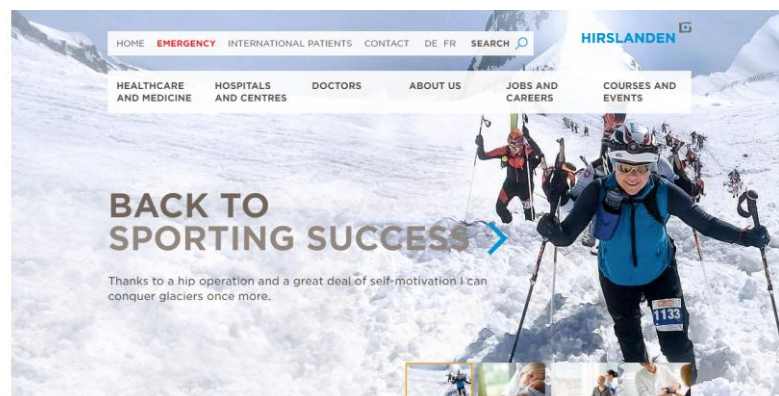 HOME EMERGENCY INTERNATIONAL PATIENTS CONTACT DE FR SEARCH
HIRSLANDEN
HEALTHCARE AND MEDICINE
HOSPITALS AND CENTRES
DOCTORS
ABOUT US
JOBS AND CAREERS
COURSES AND EVENTS
BACK TO
SPORTING SUCCESS
Thanks to a hip operation and a great deal of self-motivation I can
conquer glaciers once more.
1133